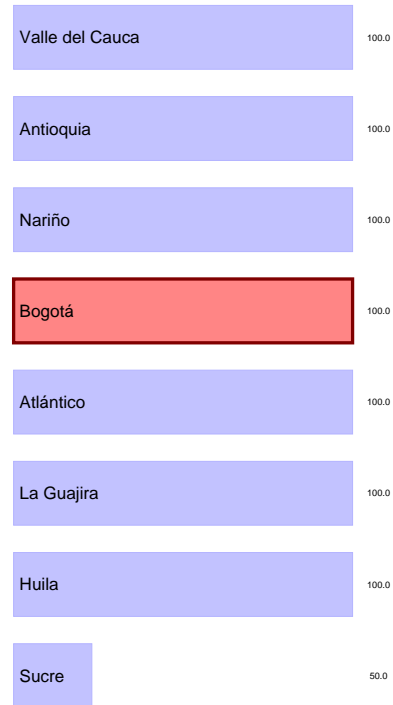 Valle del Cauca 100.0
Antioquia 100.0
Nariño 100.0
Bogotá 100.0
Atlántico 100.0
La Guajira 100.0
Huila 100.0
Sucre 50.0